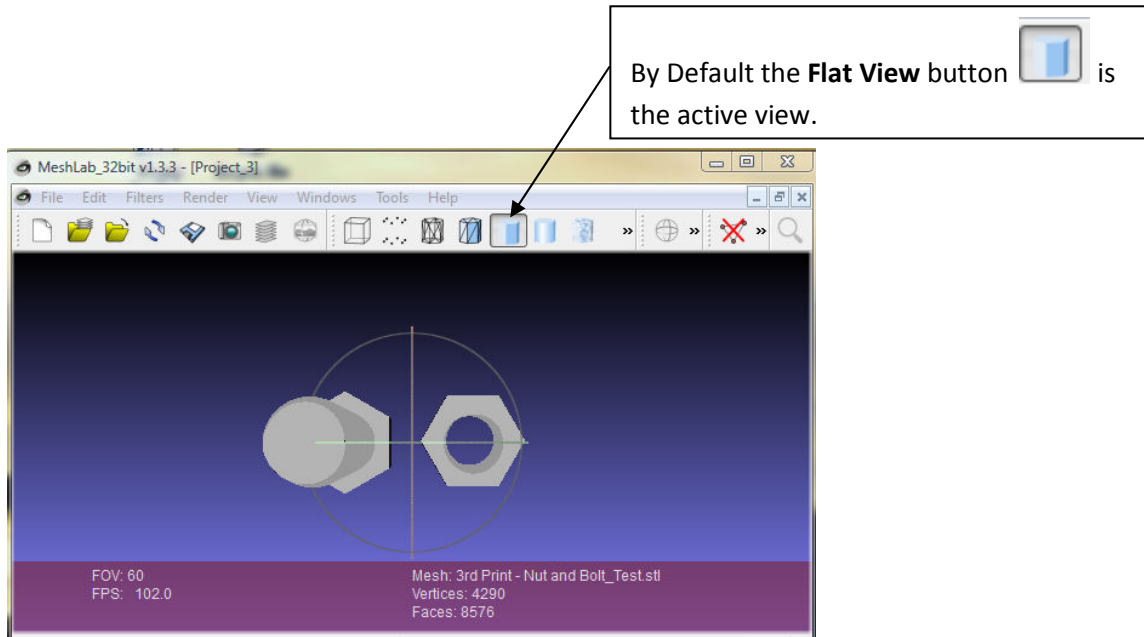 By Default the Flat View button is
the active view.
MeshLab_32bit v1.3.3 - [Project_3]
File Edit Filters Render View Windows Tools Help
FOV: 60
FPS: 102.0
Mesh: 3rd Print - Nut and Bolt_Test.stl
Vertices: 4290
Faces: 8576